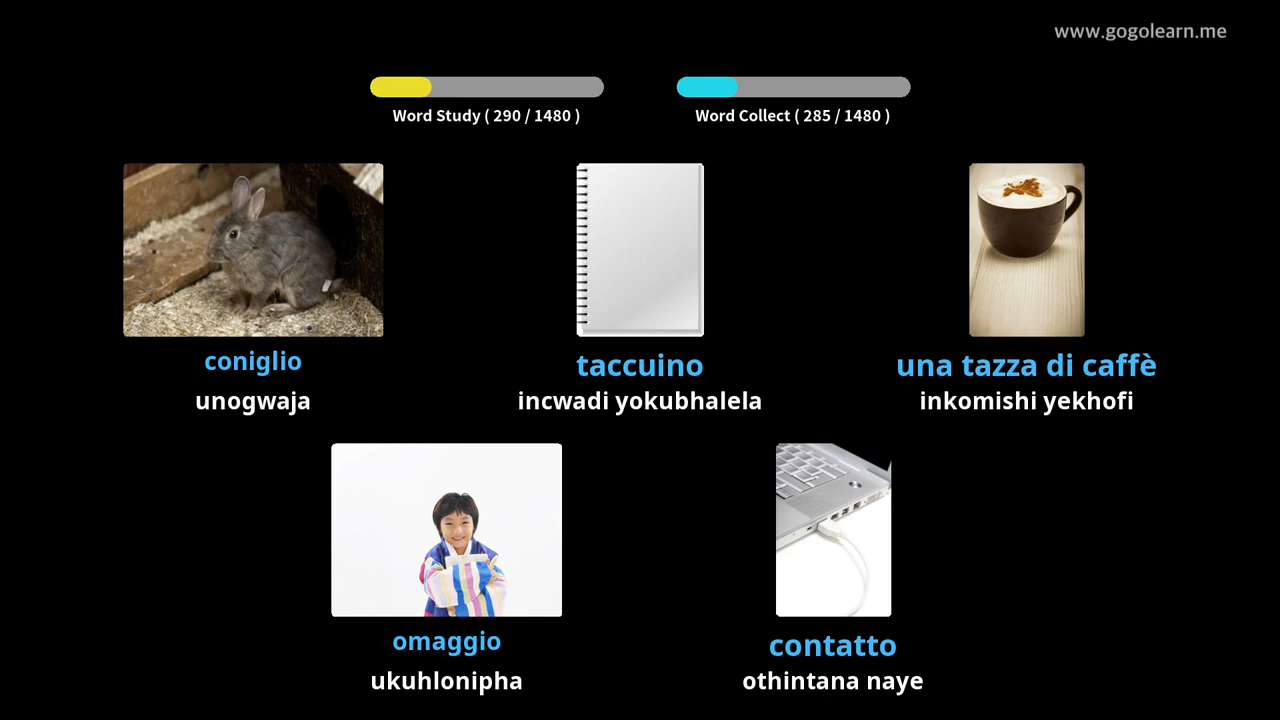 www.gogolearn.me
Word Study ( 290 / 1480 )
Word Collect ( 285 / 1480 )
coniglio
unogwaja
taccuino
incwadi yokubhalela
una tazza di caffè
inkomishi yekhofi
omaggio
ukuhlonipha
contatto
othintana naye